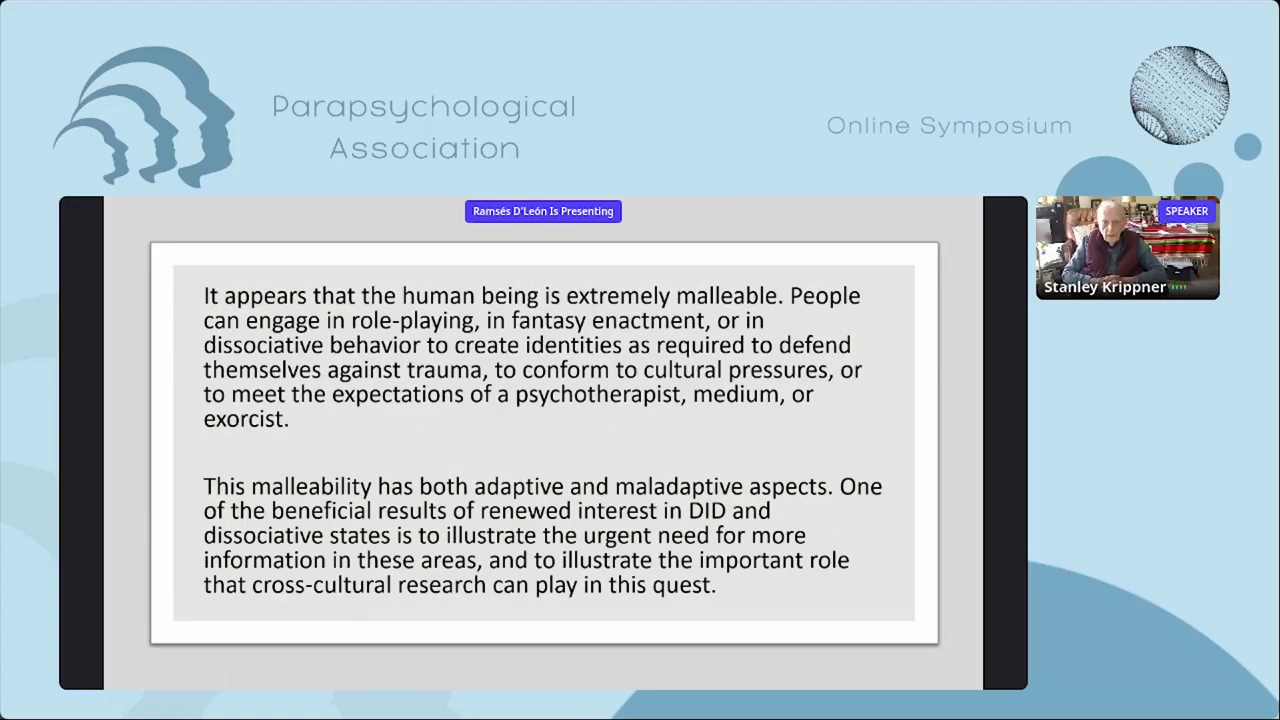 Parapsychological
Association
Online Symposium
Ramsés D'León Is Presenting
SPEAKER
Stanley Krippner
It appears that the human being is extremely malleable. People
can engage in role-playing, in fantasy enactment, or in
dissociative behavior to create identities as required to defend
themselves against trauma, to conform to cultural pressures, or
to meet the expectations of a psychotherapist, medium, or
exorcist.
This malleability has both adaptive and maladaptive aspects. One
of the beneficial results of renewed interest in DID and
dissociative states is to illustrate the urgent need for more
information in these areas, and to illustrate the important role
that cross-cultural research can play in this quest.